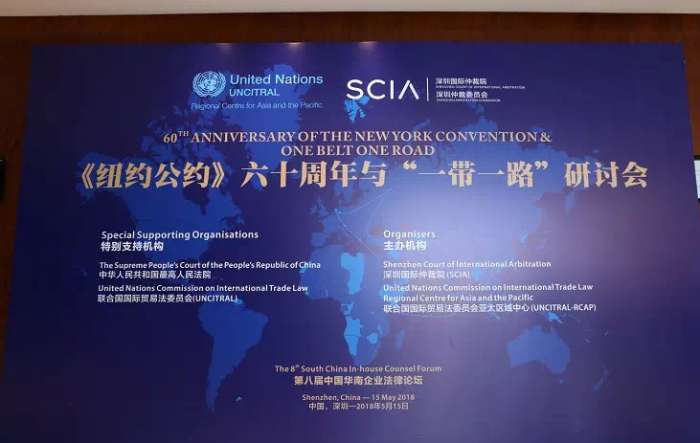 United Nations
UNCITRAL
Regional Centre for Asia and the Pacific
SCIA
深圳国际仲裁院
SHENZHEN COURT OF INTERNATIONAL ARBITRATION
深圳仲裁委员会
60TH ANNIVERSARY OF THE NEW YORK CONVENTION &
ONE BELT ONE ROAD
《纽约公约》六十周年与“一带一路”研讨会
Special Supporting Organisations
特别支持机构
The Supreme People's Court of the People's Republic of China
中华人民共和国最高人民法院
United Nations Commission on International Trade Law
联合国国际贸易法委员会(UNCITRAL)
Organisers
主办机构
Shenzhen Court of International Arbitration
深圳国际仲裁院 (SCIA)
United Nations Commission on International Trade Law
Regional Centre for Asia and the Pacific
联合国国际贸易法委员会亚太区域中心 (UNCITRAL-RCAP)
The 8th South China In-house Counsel Forum
第八届中国华南企业法律论坛
Shenzhen, China — 15 May 2018
中国，深圳—2018年5月15日